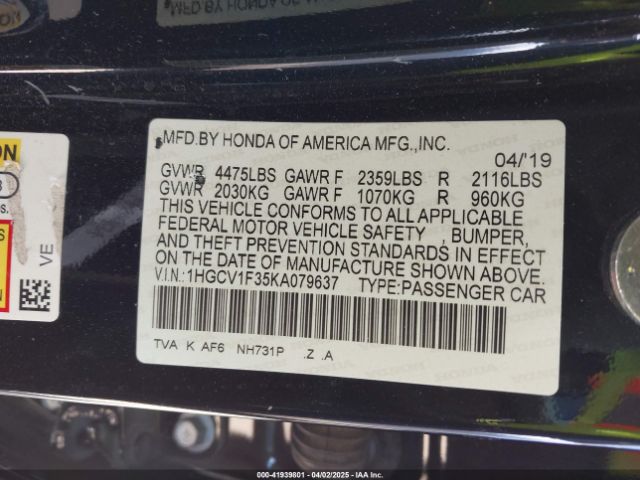 MFD.BY HONDA OF AMERICA MFG.,INC.
04/'19
GVWR 4475LBS GAWR F 2359LBS R 2116LBS
GVWR 2030KG GAWR F 1070KG R 960KG
THIS VEHICLE CONFORMS TO ALL APPLICABLE
FEDERAL MOTOR VEHICLE SAFETY , BUMPER,
AND THEFT PREVENTION STANDARDS IN EFFECT
ON THE DATE OF MANUFACTURE SHOWN ABOVE.
V.I.N.: 1HGCV1F35KA079637 TYPE:PASSENGER CAR
TVA K AF6 NH731P .Z .A
VE
000-41939801 - 04/02/2025 - IAA Inc.